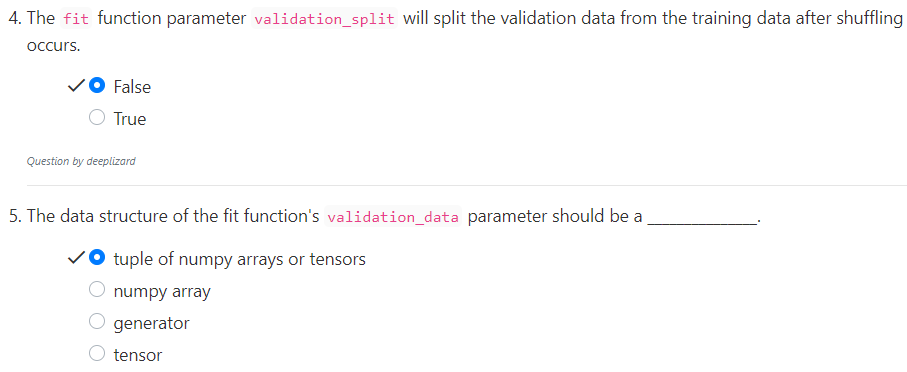 4. The fit function parameter validation_split will split the validation data from the training data after shuffling
occurs.
False
True
Question by deeplizard
5. The data structure of the fit function's validation_data parameter should be a ______________.
tuple of numpy arrays or tensors
numpy array
generator
tensor